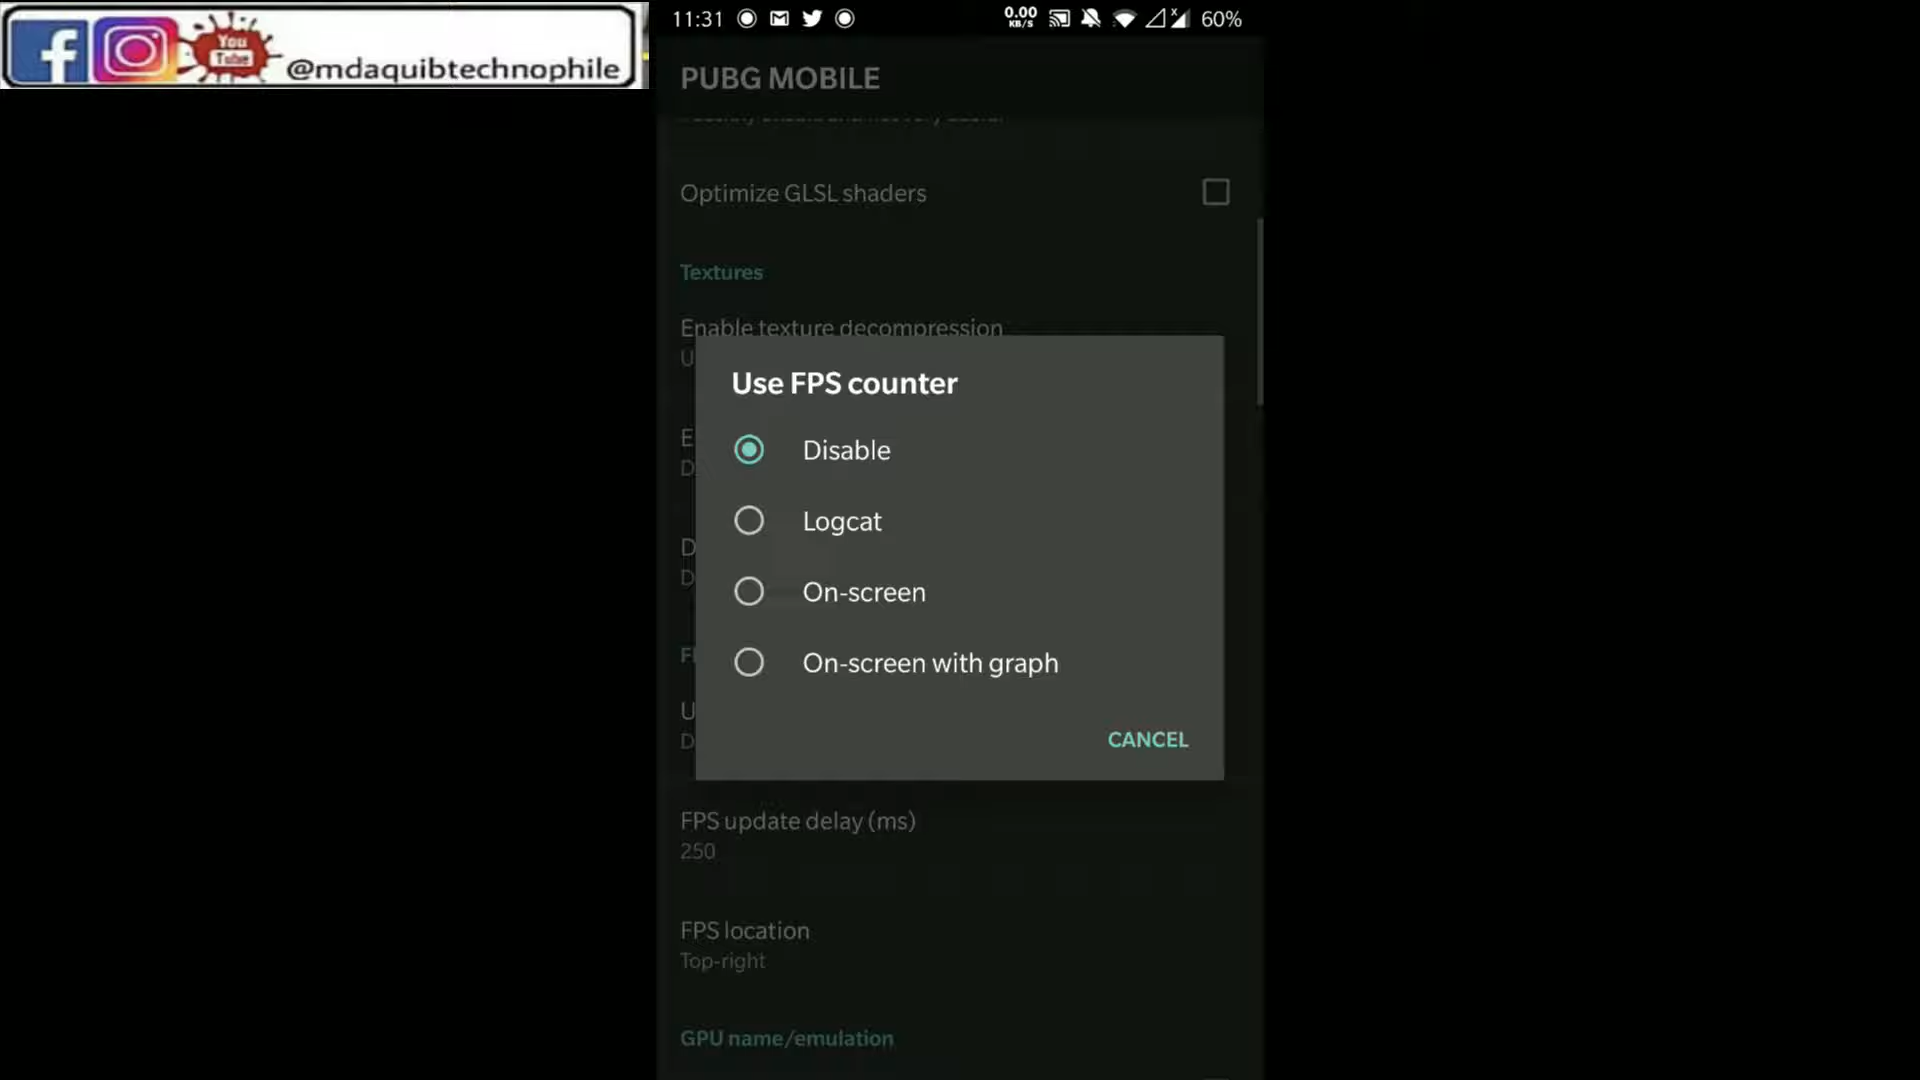 You
Tube
@mdaquibtechnophile
11:31
0.00
KB/S
60%
PUBG MOBILE
Optimize GLSL shaders
Textures
Enable texture decompression
U
Use FPS counter
Disable
E
D
Logcat
D
D
On-screen
F
On-screen with graph
U
D
CANCEL
FPS update delay (ms)
250
FPS location
Top-right
GPU name/emulation